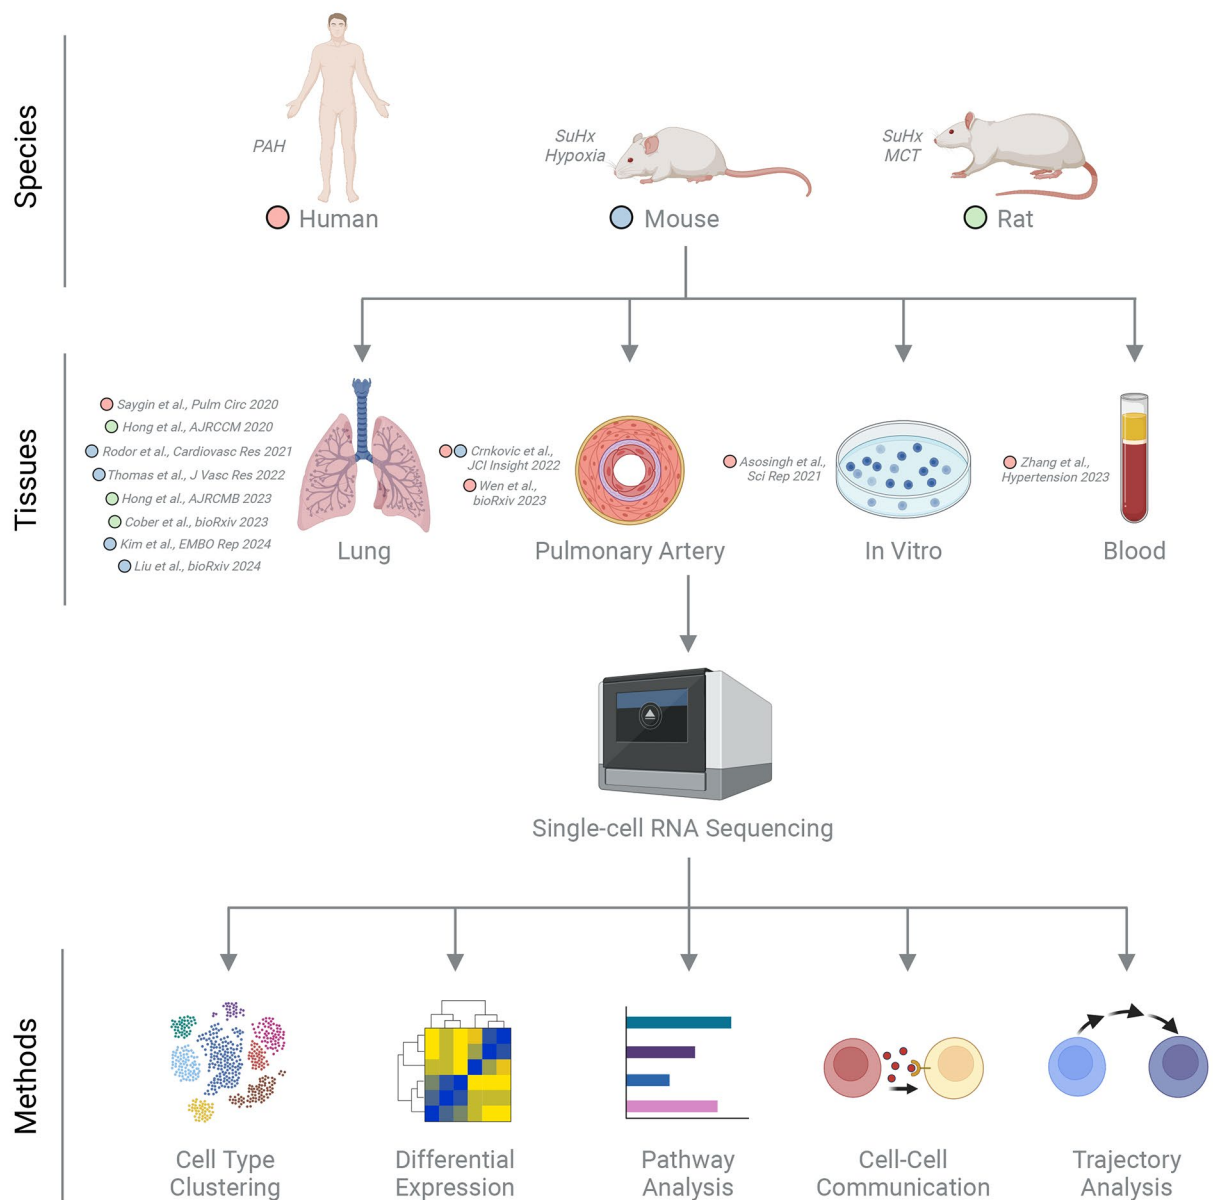 Species
PAH
SuHx
Hypoxia
SuHx
MCT
Human
Mouse
Rat
Tissues
Saygin et al., Pulm Circ 2020
Hong et al., AJRCCM 2020
Rodor et al., Cardiovasc Res 2021
Thomas et al., J Vasc Res 2022
Hong et al., AJRCMB 2023
Cober et al., bioRxiv 2023
Kim et al., EMBO Rep 2024
Liu et al., bioRxiv 2024
Lung
Crnkovic et al.,
JCI Insight 2022
Wen et al.,
bioRxiv 2023
Pulmonary Artery
Asosingh et al.,
Sci Rep 2021
In Vitro
Zhang et al.,
Hypertension 2023
Blood
Single-cell RNA Sequencing
Methods
Cell Type
Clustering
Differential
Expression
Pathway
Analysis
Cell-Cell
Communication
Trajectory
Analysis